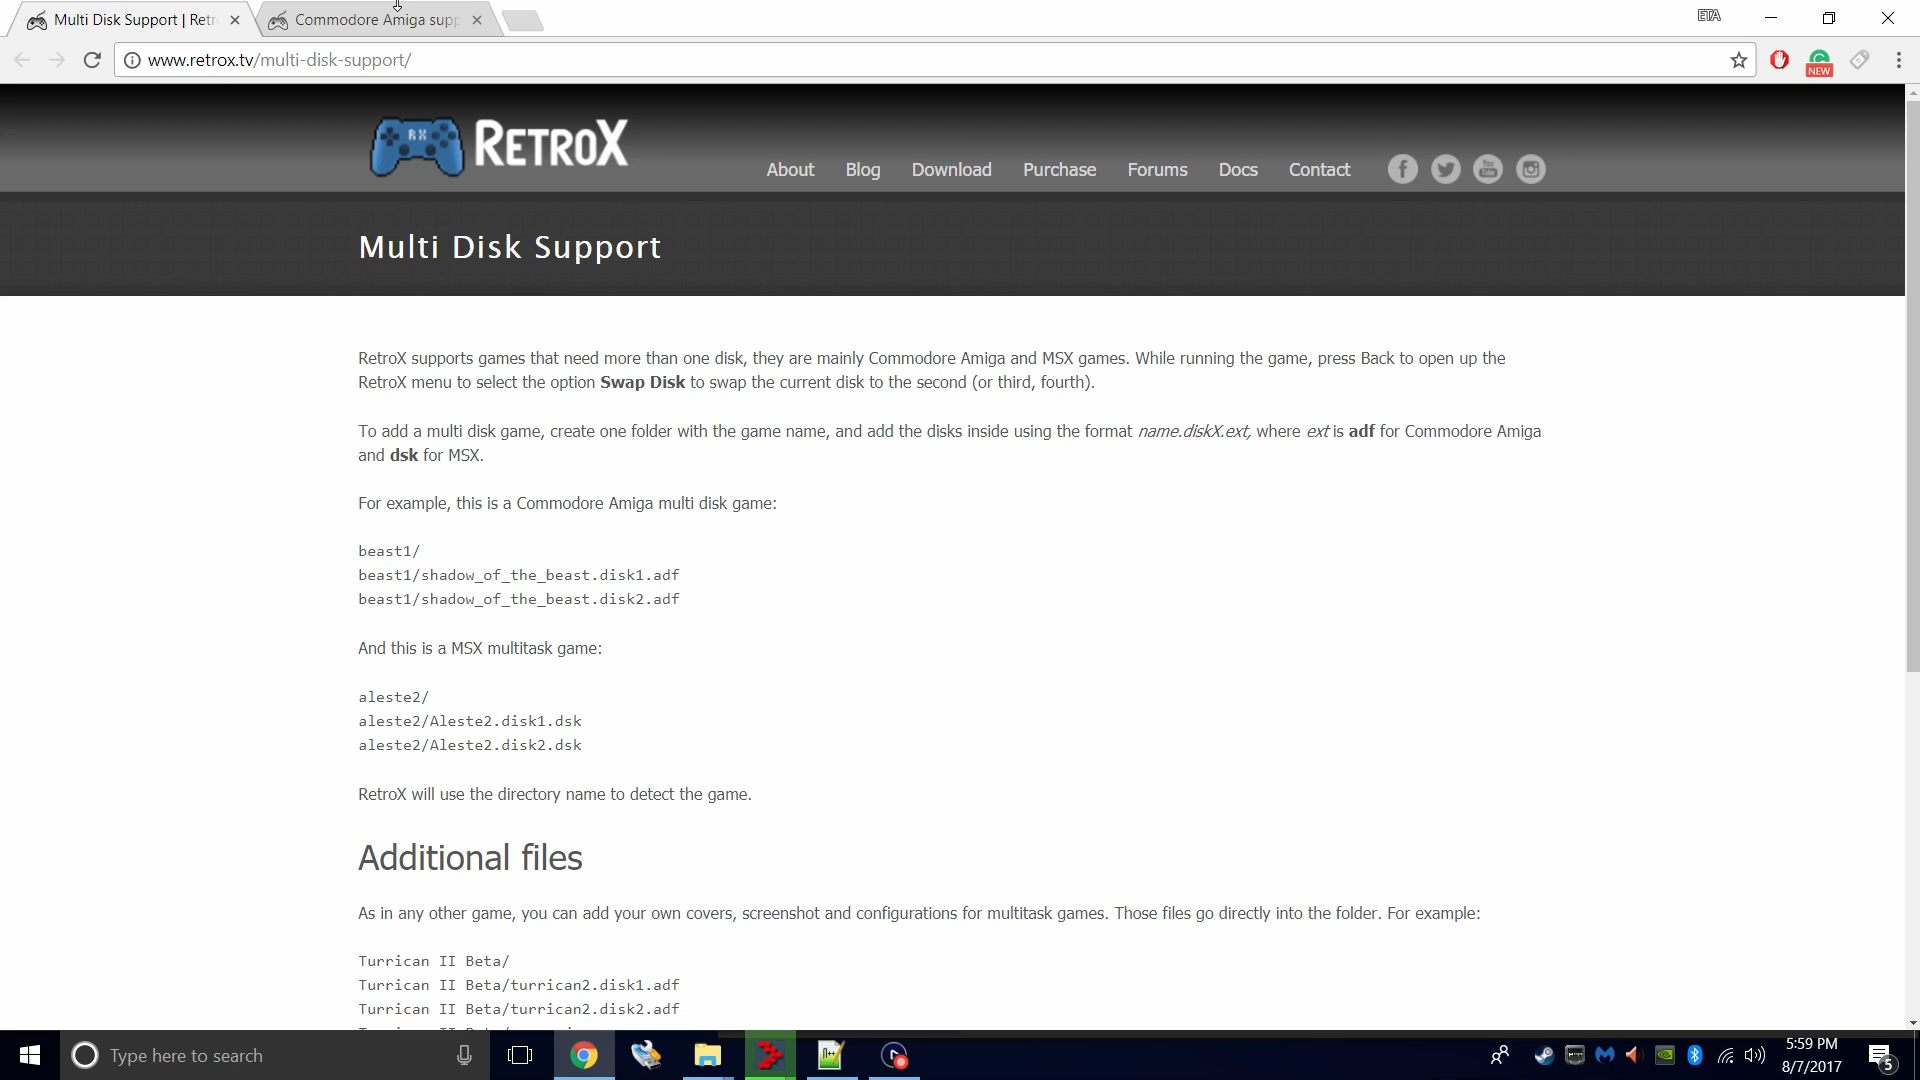 Multi Disk Support | Retr
Commodore Amiga supp
ETA
www.retrox.tv/multi-disk-support/
NEW
RX
RETROX
About
Blog
Download
Purchase
Forums
Docs
Contact
You
Tube
Multi Disk Support
RetroX supports games that need more than one disk, they are mainly Commodore Amiga and MSX games. While running the game, press Back to open up the
RetroX menu to select the option Swap Disk to swap the current disk to the second (or third, fourth).
To add a multi disk game, create one folder with the game name, and add the disks inside using the format name.diskX.ext, where ext is adf for Commodore Amiga
and dsk for MSX.
For example, this is a Commodore Amiga multi disk game:
beast1/
beast1/shadow_of_the_beast.disk1.adf
beast1/shadow_of_the_beast.disk2.adf
And this is a MSX multitask game:
aleste2/
aleste2/Aleste2.disk1.dsk
aleste2/Aleste2.disk2.dsk
RetroX will use the directory name to detect the game.
Additional files
As in any other game, you can add your own covers, screenshot and configurations for multitask games. Those files go directly into the folder. For example:
Turrican II Beta/
Turrican II Beta/turrican2.disk1.adf
Turrican II Beta/turrican2.disk2.adf
Type here to search
5:59 PM
8/7/2017
5